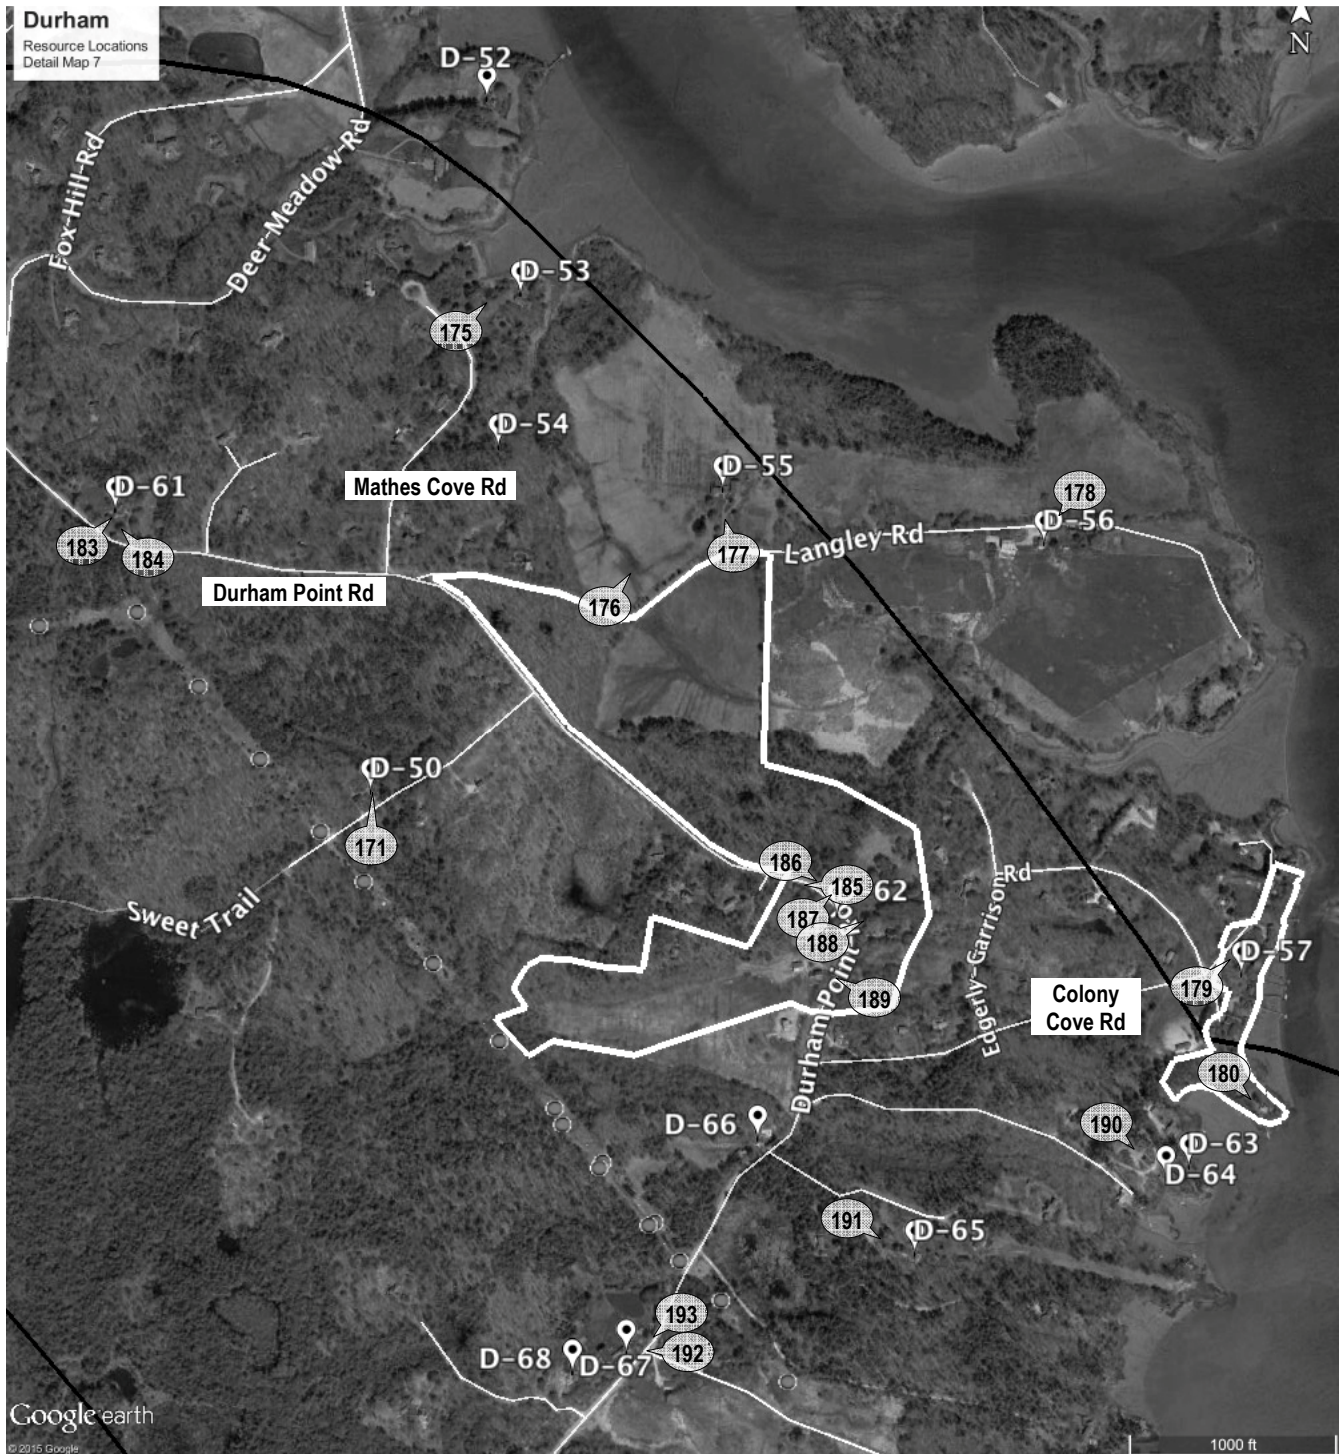 Durham
Resource Locations
Detail Map 7
N
D-52
Fox-Hill-Rd
Deer-Meadow-Rd
D-53
175
D-54
Mathes Cove Rd
D-55
D-61
178
D-56
183
184
177
Langley Rd
Durham Point Rd
176
D-50
171
186
185
62
187
188
Sweet Trail
Edgerly-Garrison Rd
D-57
179
189
Colony
Cove Rd
Durham Point
180
D-66
190
D-63
D-64
191
D-65
193
192
D-68
D-67
Google earth
© 2015 Google
1000 ft